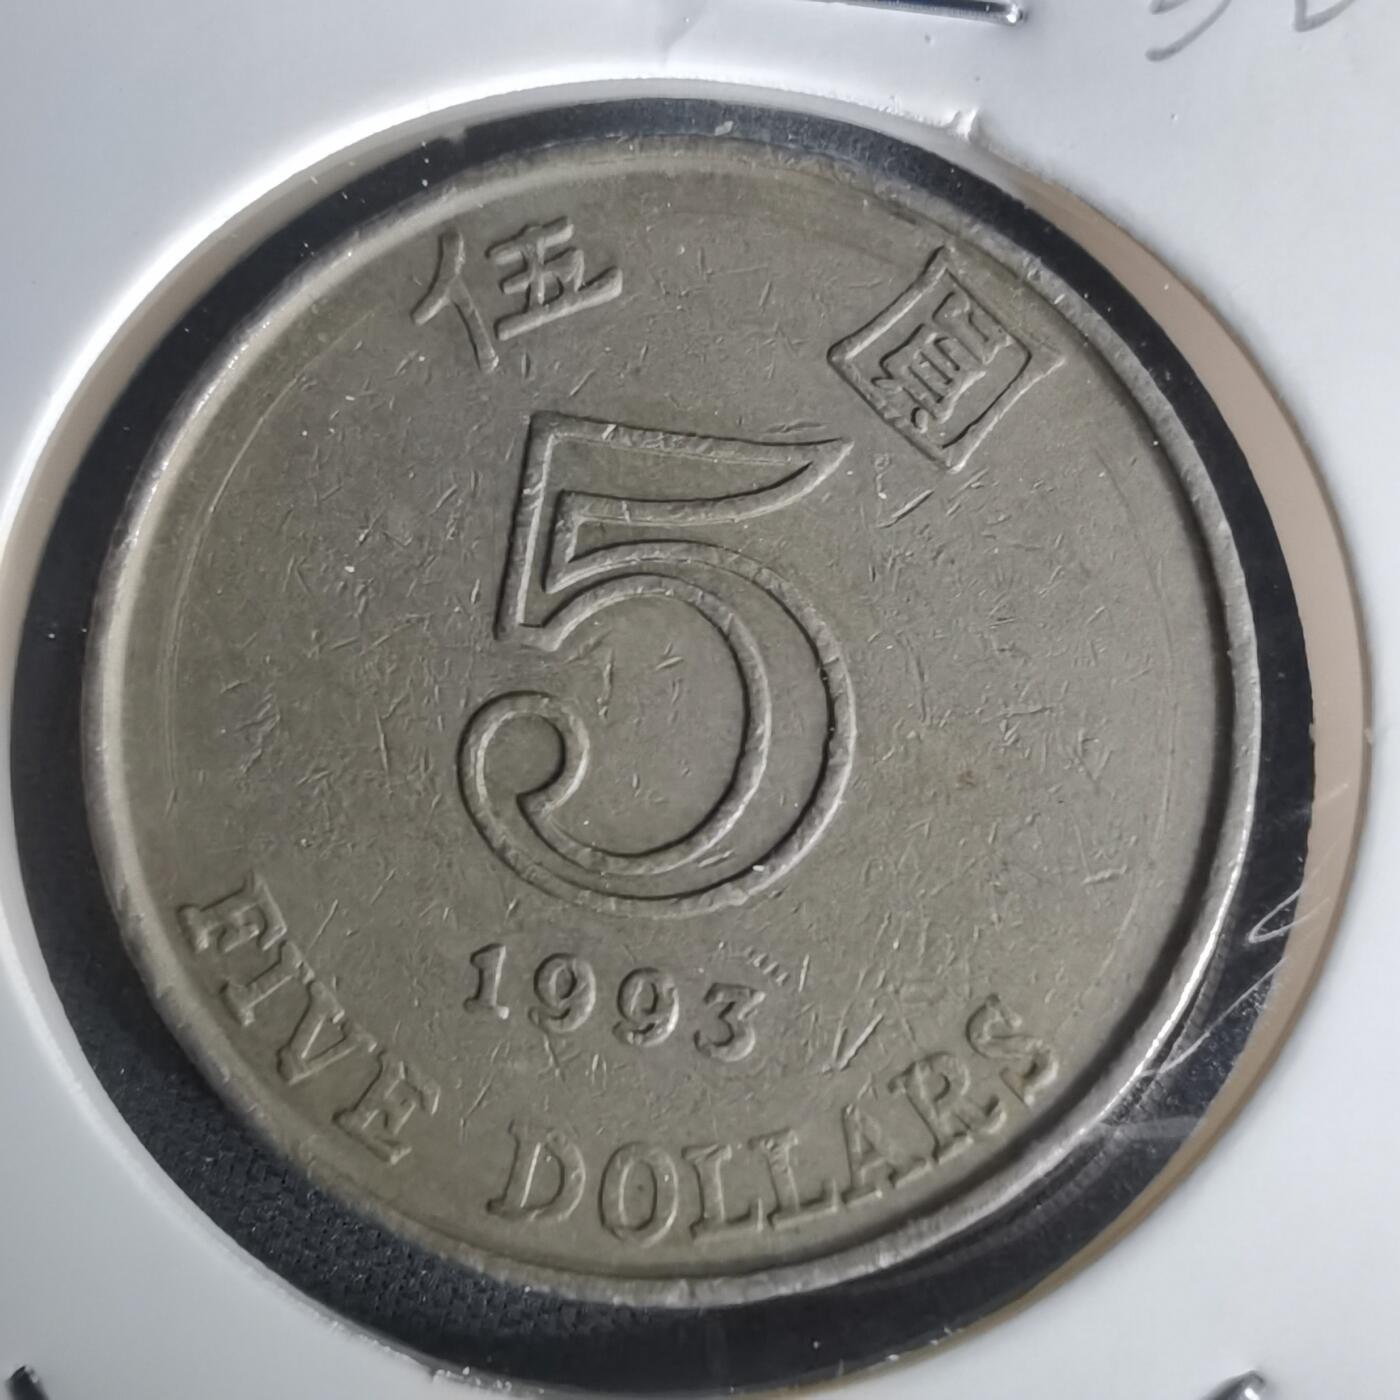 伍 圓
5
1993
FIVE DOLLARS